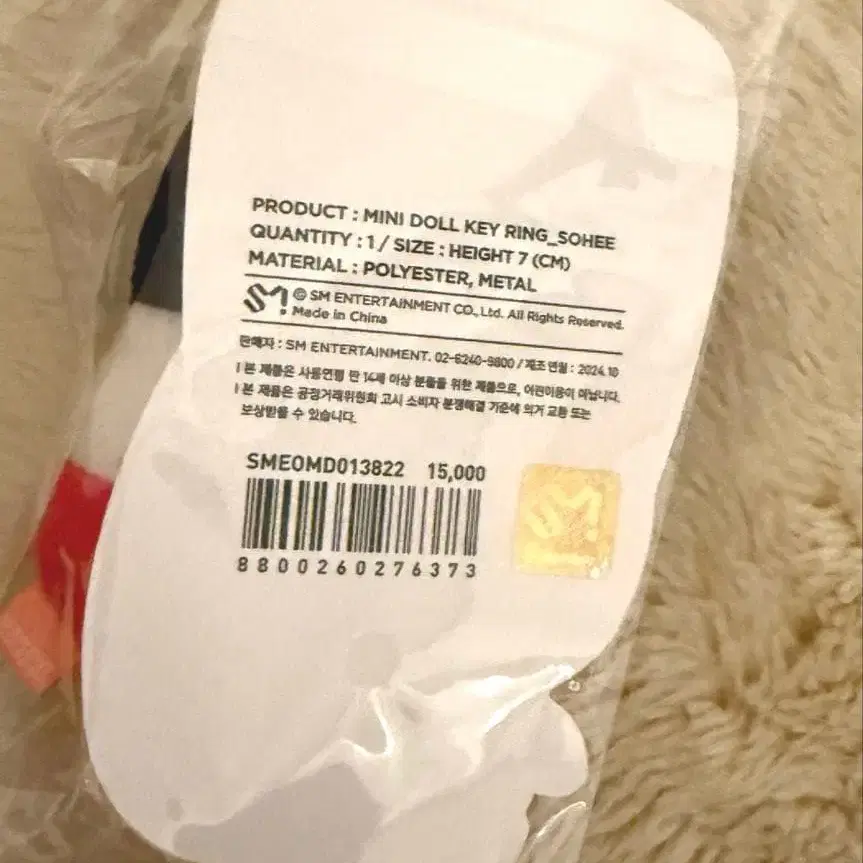 PRODUCT : MINI DOLL KEY RING_SOHEE
QUANTITY : 1 / SIZE : HEIGHT 7 (CM)
MATERIAL : POLYESTER, METAL
SM © SM ENTERTAINMENT CO., Ltd. All Rights Reserved.
Made in China
판매자 : SM ENTERTAINMENT. 02-6240-9800 / 제조연월 : 2024.10
| 본 제품은 사용연령 만 14세 이상 분들을 위한 제품으로, 어린이용이 아닙니다.
| 본 제품은 공정거래위원회 고시 소비자 분쟁해결 기준에 의거 교환 또는
보상받을 수 있습니다.
SMEOMD013822 15,000
8800260276373
SM